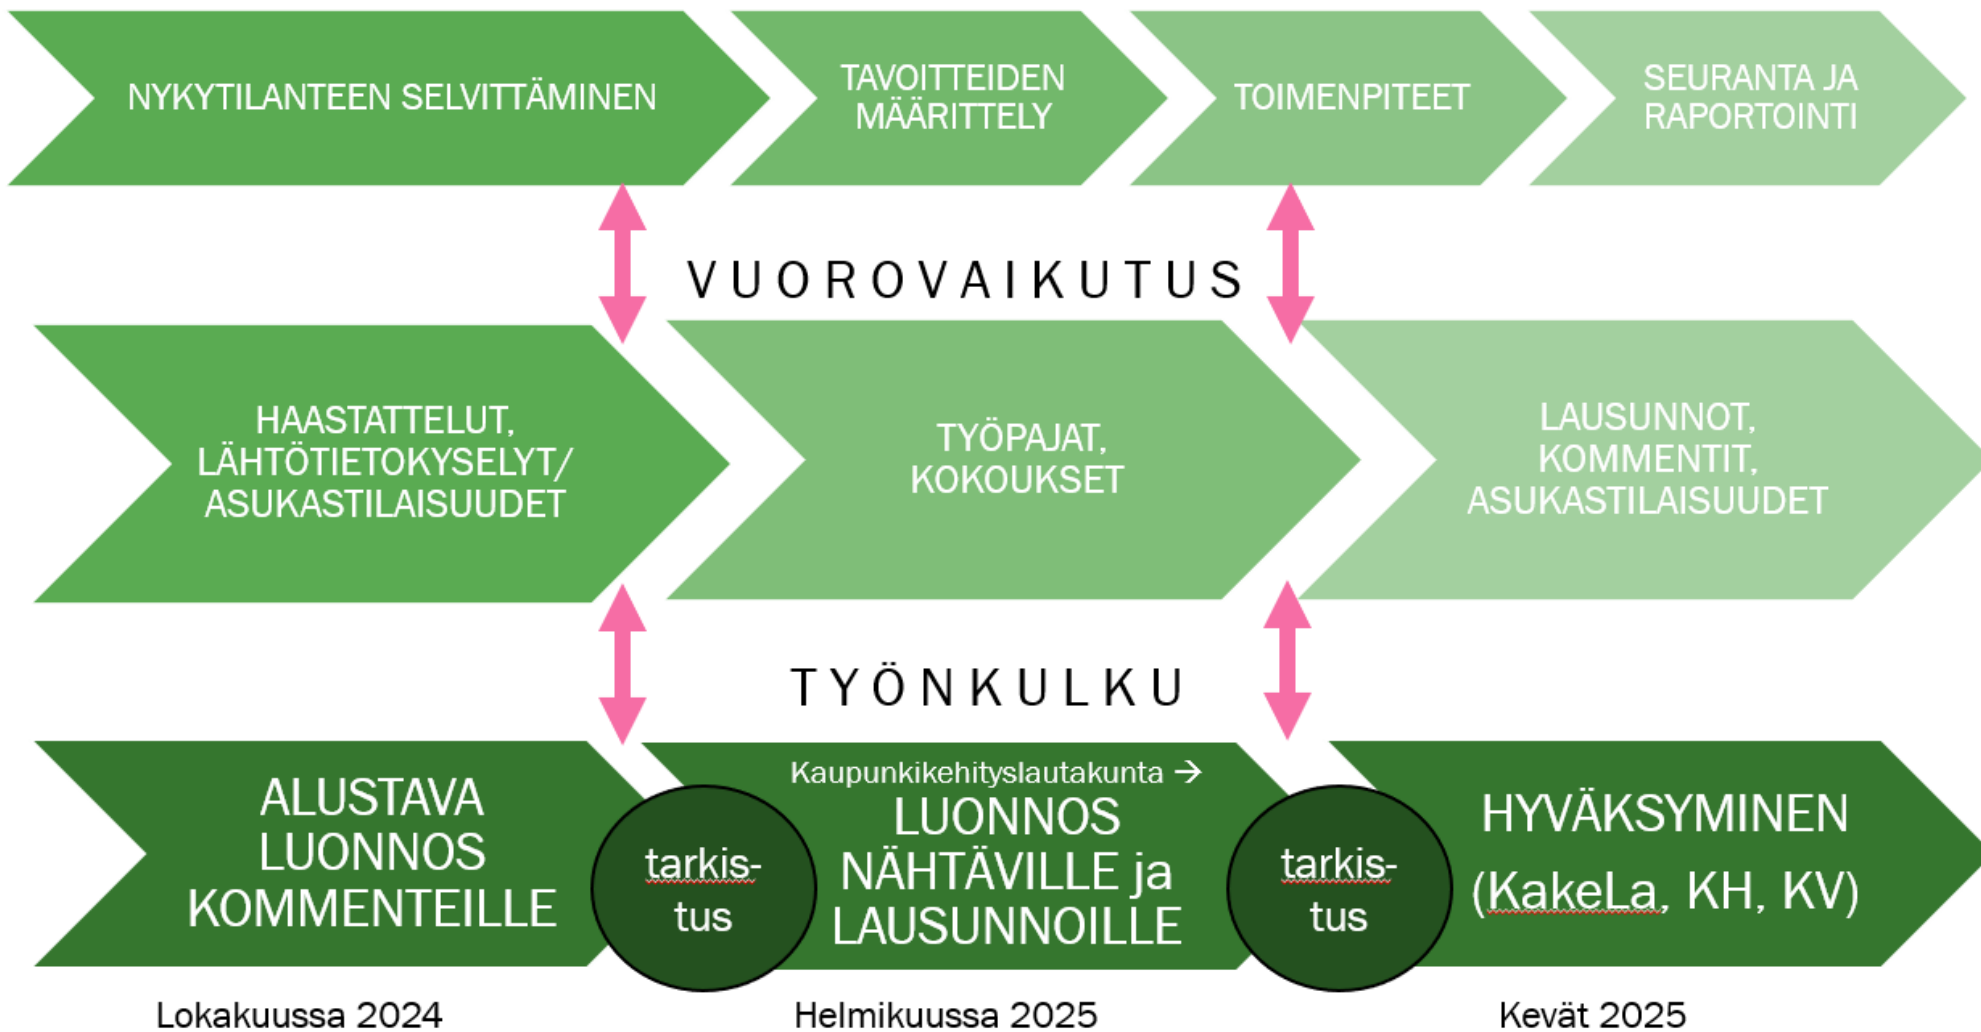 NYKYTILANTEEN SELVITTÄMINEN
TAVOITTEIDEN
MÄÄRITTELY
TOIMENPITEET
SEURANTA JA
RAPORTOINTI
VUOROVAIKUTUS
HAASTATTELUT,
LÄHTÖTIETOKYSELYT/
ASUKASTILAISUUDET
TYÖPAJAT,
KOKOUKSET
LAUSUNNOT,
KOMMENTIT,
ASUKASTILAISUUDET
TYÖNKULKU
ALUSTAVA
LUONNOS
KOMMENTEILLE
tarkis-
tus
Kaupunkikehityslautakunta →
LUONNOS
NÄHTÄVILLE ja
LAUSUNNOILLE
tarkis-
tus
HYVÄKSYMINEN
(KakeLa, KH, KV)
Lokakuussa 2024
Helmikuussa 2025
Kevät 2025